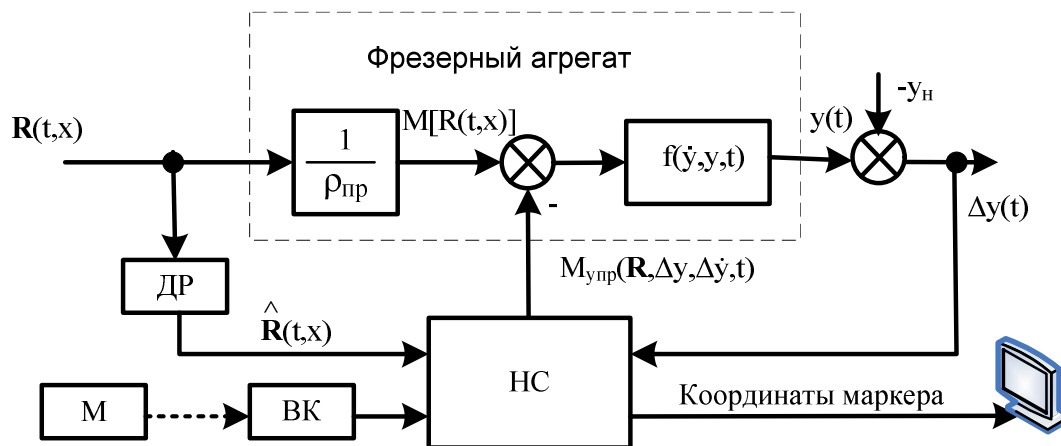 Фрезерный агрегат
R(t,x)
1
ρпр
M[R(t,x)]
-
f(ẏ,y,t)
y(t)
-yн
Δy(t)
Mупр(R,Δy,Δẏ,t)
ДР
R̂(t,x)
НС
М
ВК
Координаты маркера